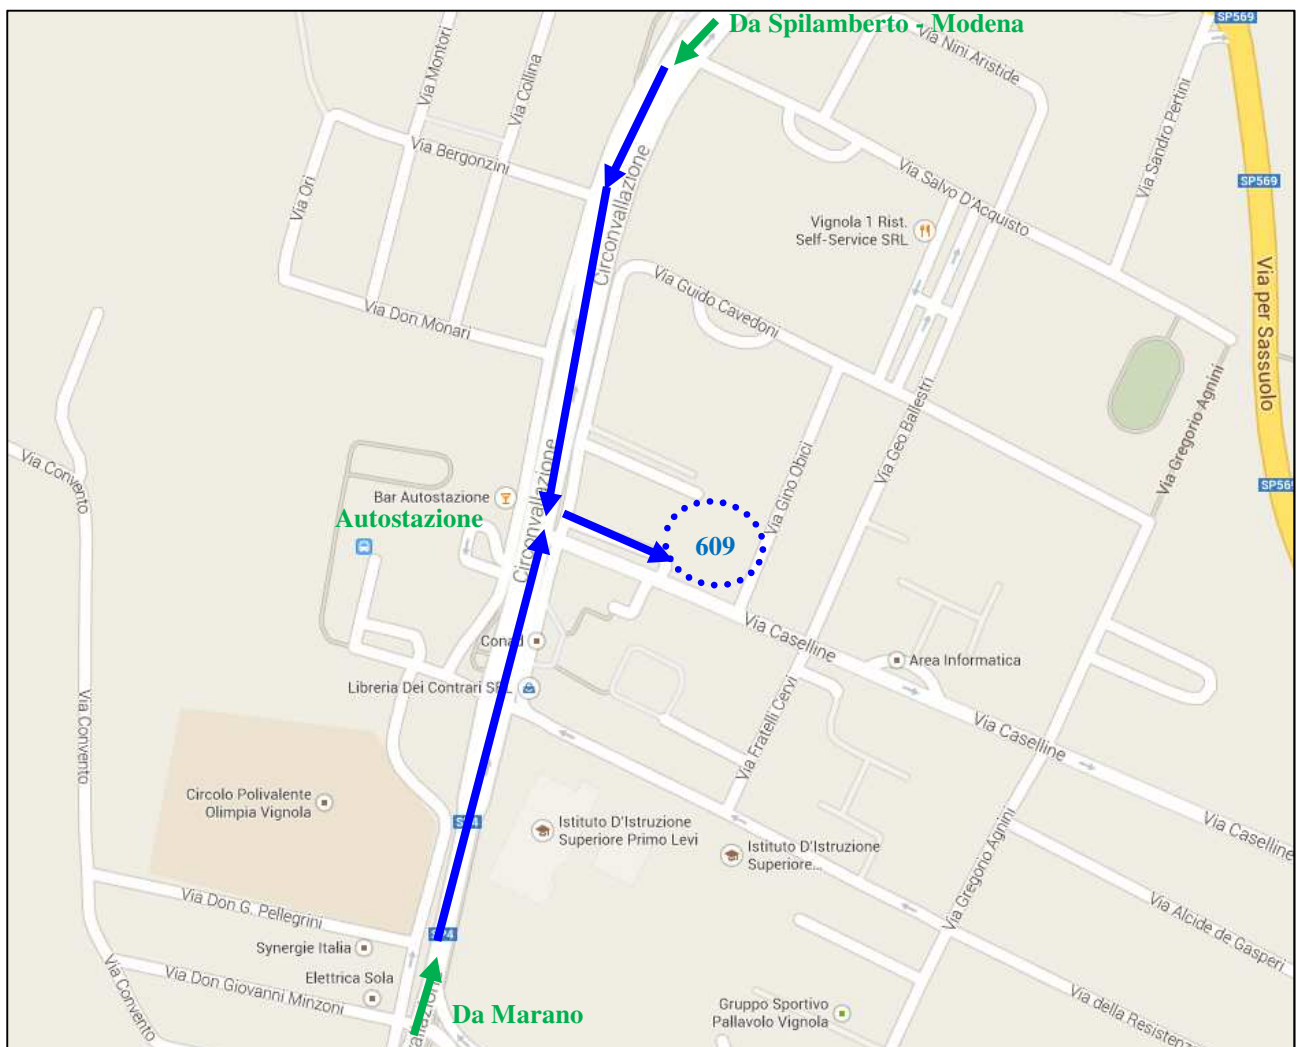 SP569
Da Spilamberto - Modena
Via Nini Aristide
Via Montori
Via Collina
Via Sandro Pertini
Via Bergonzini
Circonvallazione
Via Salvo D'Acquisto
SP569
Via Ori
Vignola 1 Rist.
Self-Service SRL
Via Guido Cavedoni
Via per Sassuolo
Via Don Monari
Via Gregorio Agnini
Via Geo Ballestri
Via Gino Obici
Via Convento
Circonvallazione
Bar Autostazione
Autostazione
SP569
609
Via Caselline
Conad
Area Informatica
Libreria Dei Contrari SRL
Via Fratelli Cervi
Via Convento
Via Caselline
Circolo Polivalente
Olimpia Vignola
SP4
Istituto D'Istruzione
Superiore Primo Levi
Istituto D'Istruzione
Superiore...
Via Caselline
Via Gregorio Agnini
Via Don G. Pellegrini
Via Alcide de Gasperi
SP4
Synergie Italia
Elettrica Sola
Via Convento
Via Don Giovanni Minzoni
Da Marano
Gruppo Sportivo
Pallavolo Vignola
Via della Resistenz
allazione